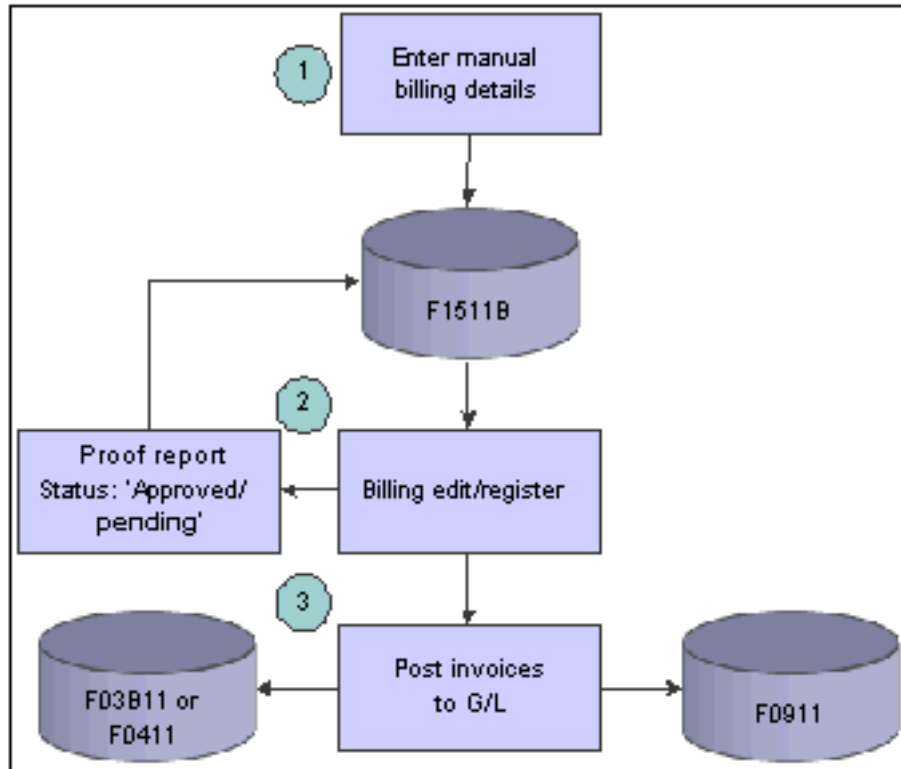 1
Enter manual
billing details
F1511B
2
Proof report
Status: 'Approved/
pending'
Billing edit/register
3
F03B11 or
F0411
Post invoices
to G/L
F0911